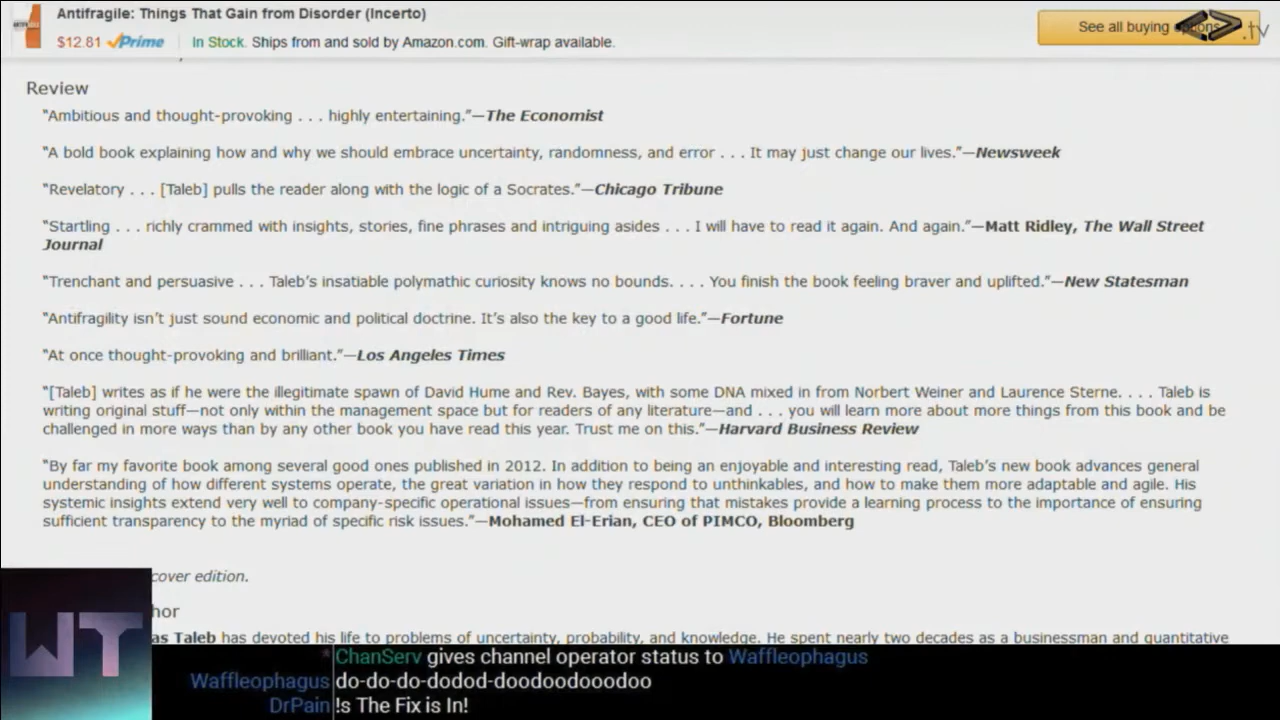 Antifragile: Things That Gain from Disorder (Incerto)
$12.81 Prime | In Stock. Ships from and sold by Amazon.com. Gift-wrap available.
See all buying options
.tv
Review
“Ambitious and thought-provoking . . . highly entertaining.”—The Economist
“A bold book explaining how and why we should embrace uncertainty, randomness, and error . . . It may just change our lives.”—Newsweek
“Revelatory . . . [Taleb] pulls the reader along with the logic of a Socrates.”—Chicago Tribune
“Startling . . . richly crammed with insights, stories, fine phrases and intriguing asides . . . I will have to read it again. And again.”—Matt Ridley, The Wall Street
Journal
“Trenchant and persuasive . . . Taleb’s insatiable polymathic curiosity knows no bounds. . . . You finish the book feeling braver and uplifted.”—New Statesman
“Antifragility isn’t just sound economic and political doctrine. It’s also the key to a good life.”—Fortune
“At once thought-provoking and brilliant.”—Los Angeles Times
“[Taleb] writes as if he were the illegitimate spawn of David Hume and Rev. Bayes, with some DNA mixed in from Norbert Weiner and Laurence Sterne. . . . Taleb is
writing original stuff—not only within the management space but for readers of any literature—and . . . you will learn more about more things from this book and be
challenged in more ways than by any other book you have read this year. Trust me on this.”—Harvard Business Review
“By far my favorite book among several good ones published in 2012. In addition to being an enjoyable and interesting read, Taleb’s new book advances general
understanding of how different systems operate, the great variation in how they respond to unthinkables, and how to make them more adaptable and agile. His
systemic insights extend very well to company-specific operational issues—from ensuring that mistakes provide a learning process to the importance of ensuring
sufficient transparency to the myriad of specific risk issues.”—Mohamed El-Erian, CEO of PIMCO, Bloomberg
cover edition.
hor
as Taleb has devoted his life to problems of uncertainty, probability, and knowledge. He spent nearly two decades as a businessman and quantitative
WT
* ChanServ gives channel operator status to Waffleophagus
Waffleophagus do-do-do-dodod-doodoodooodoo
DrPain !s The Fix is In!